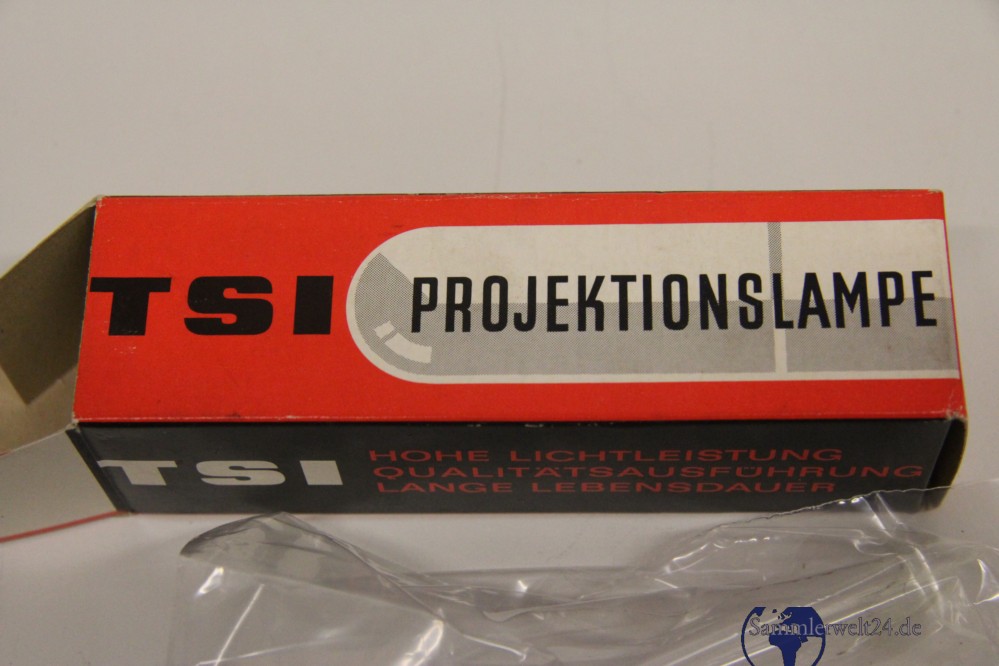 TSI PROJEKTIONSLAMPE
TSI
HOHE LICHTLEISTUNG
QUALITÄTSAUSFÜHRUNG
LANGE LEBENSDAUER
Sammlerwelt24.de